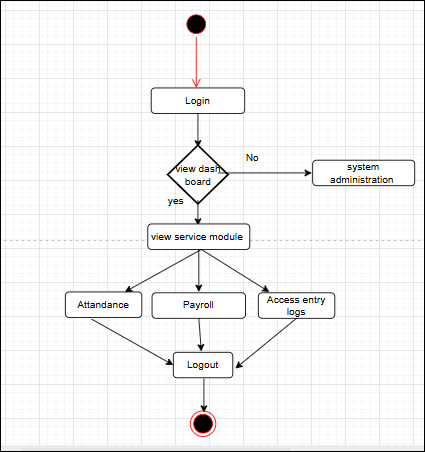 Login
No
view dash
board
system
administration
yes
view service module
Attandance
Payroll
Access entry
logs
Logout